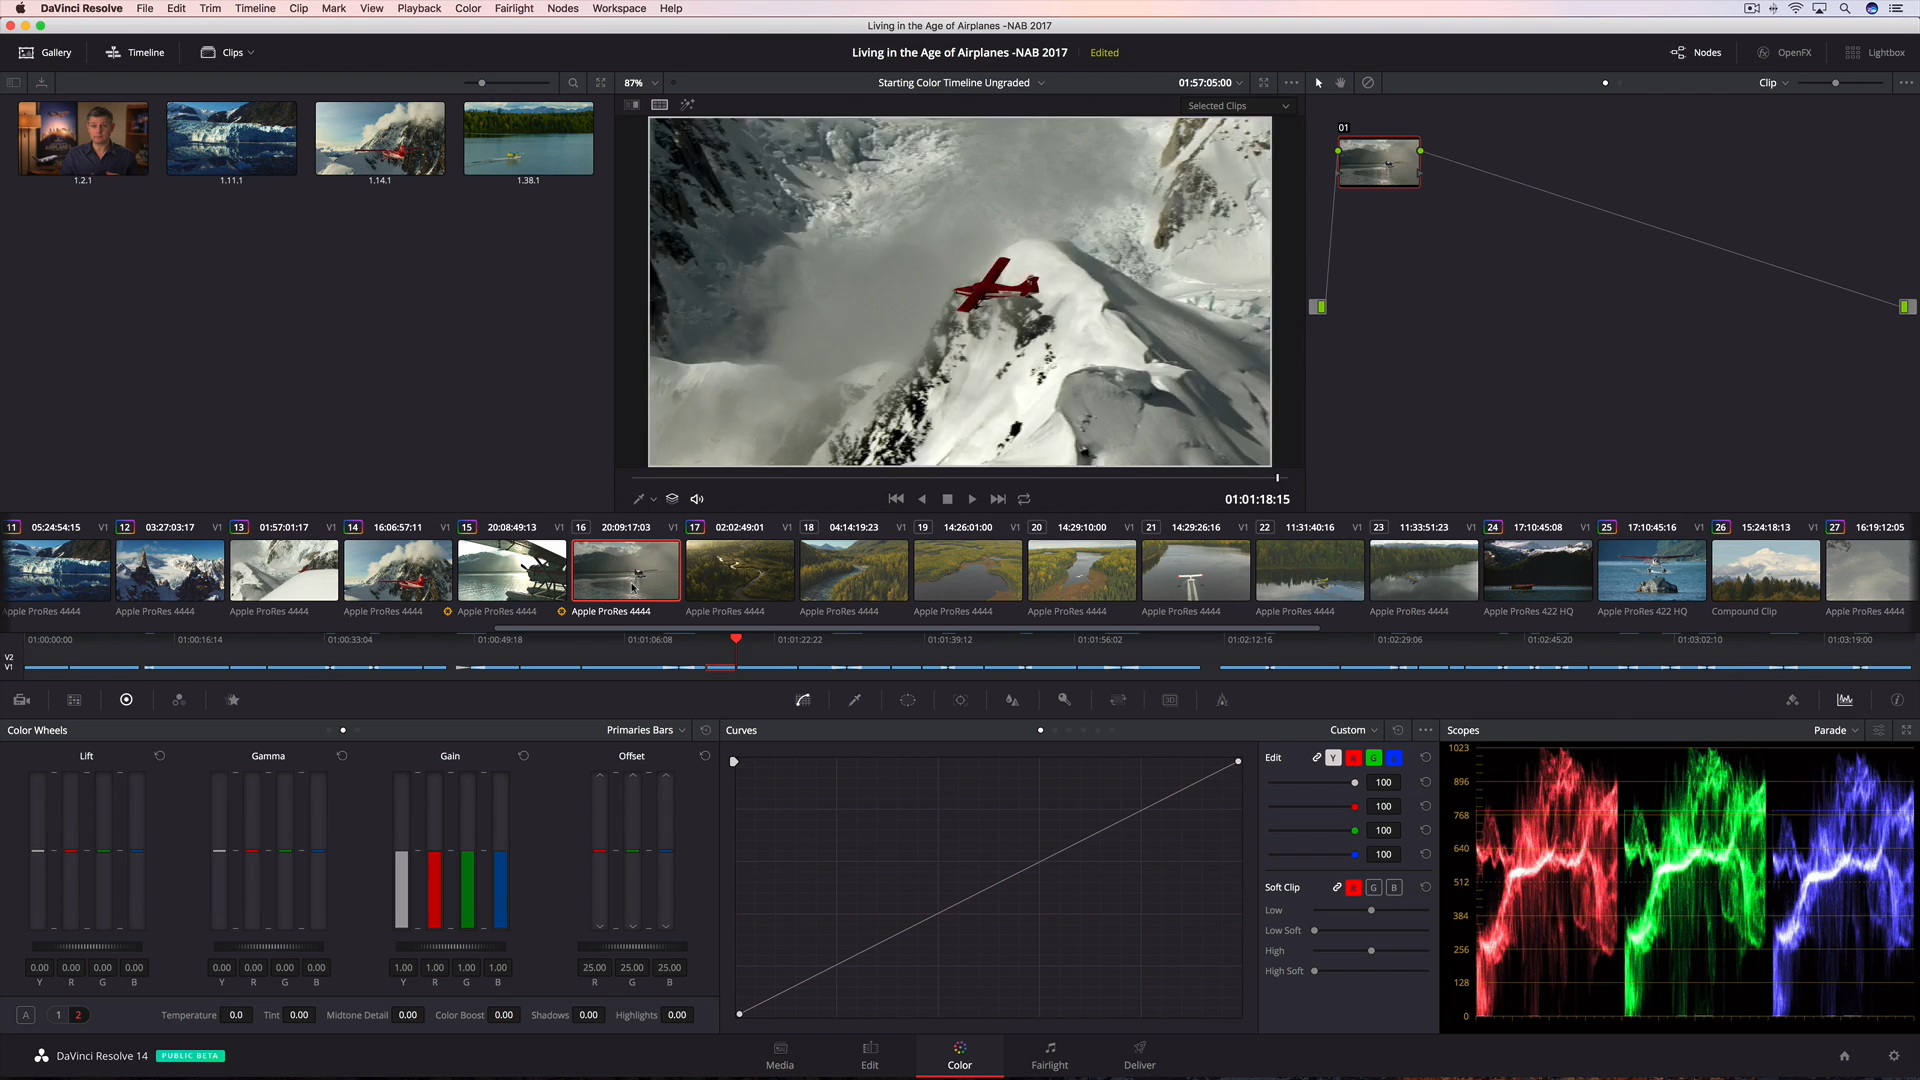 DaVinci Resolve File Edit Trim Timeline Clip Mark View Playback Color Fairlight Nodes Workspace Help
Living in the Age of Airplanes -NAB 2017
Gallery Timeline Clips Living in the Age of Airplanes -NAB 2017 Edited Nodes OpenFX Lightbox
87% Starting Color Timeline Ungraded 01:57:05:00 Clip
Selected Clips
1.2.1 1.11.1 1.14.1 1.38.1
01
01:01:18:15
11 05:24:54:15 V1 12 03:27:03:17 V1 13 01:57:01:17 V1 14 16:06:57:11 V1 15 20:08:49:13 V1 16 20:09:17:03 V1 17 02:02:49:01 V1 18 04:14:19:23 V1 19 14:26:01:00 V1 20 14:29:10:00 V1 21 14:29:26:16 V1 22 11:31:40:16 V1 23 11:33:51:23 V1 24 17:10:45:08 V1 25 17:10:45:16 V1 26 15:24:18:13 V1 27 16:19:12:05
Apple ProRes 4444 Apple ProRes 4444 Apple ProRes 4444 Apple ProRes 4444 Apple ProRes 4444 Apple ProRes 4444 Apple ProRes 4444 Apple ProRes 4444 Apple ProRes 4444 Apple ProRes 4444 Apple ProRes 4444 Apple ProRes 4444 Apple ProRes 4444 Apple ProRes 422 HQ Apple ProRes 422 HQ Compound Clip Apple ProRes 4444
01:00:00:00 01:00:16:14 01:00:33:04 01:00:49:18 01:01:06:08 01:01:22:22 01:01:39:12 01:01:56:02 01:02:12:16 01:02:29:06 01:02:45:20 01:03:02:10 01:03:19:00
V2
V1
3D
Color Wheels Primaries Bars Curves Custom Scopes Parade
Lift Gamma Gain Offset
Edit Y R G
100
100
100
100
Soft Clip R G B
Low
Low Soft
High
High Soft
1023
896
768
640
512
384
256
128
0
0.00 0.00 0.00 0.00 0.00 0.00 0.00 0.00 1.00 1.00 1.00 1.00 25.00 25.00 25.00
Y R G B Y R G B Y R G B R G B
A 1 2 Temperature 0.0 Tint 0.00 Midtone Detail 0.00 Color Boost 0.00 Shadows 0.00 Highlights 0.00
DaVinci Resolve 14 PUBLIC BETA
Media Edit Color Fairlight Deliver